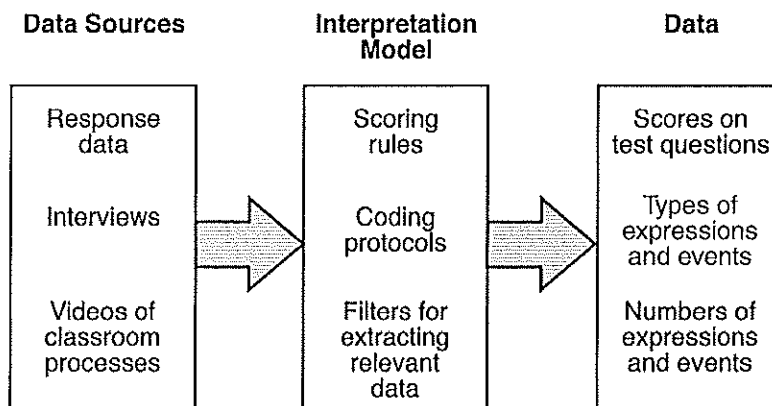 Data Sources
Interpretation
Model
Data
Response
data
Interviews
Videos of
classroom
processes
Scoring
rules
Coding
protocols
Filters for
extracting
relevant
data
Scores on
test questions
Types of
expressions
and events
Numbers of
expressions
and events